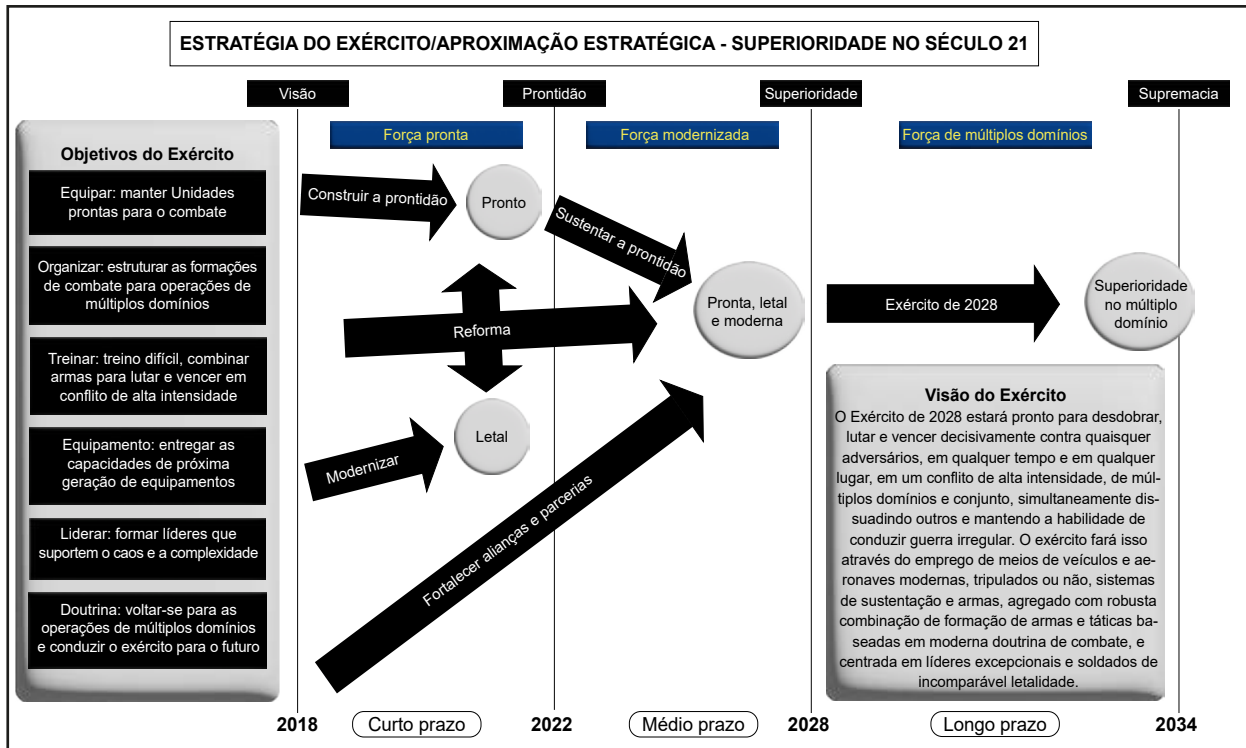 ESTRATÉGIA DO EXÉRCITO/APROXIMAÇÃO ESTRATÉGICA - SUPERIORIDADE NO SÉCULO 21
Visão
Prontidão
Superioridade
Supremacia
Força pronta
Força modernizada
Força de múltiplos domínios
Objetivos do Exército
Equipar: manter Unidades
prontas para o combate
Organizar: estruturar as formações
de combate para operações de
múltiplos domínios
Treinar: treino difícil, combinar
armas para lutar e vencer em
conflito de alta intensidade
Equipamento: entregar as
capacidades de próxima
geração de equipamentos
Liderar: formar líderes que
suportem o caos e a complexidade
Doutrina: voltar-se para as
operações de múltiplos domínios
e conduzir o exército para o futuro
Construir a prontidão
Pronto
Sustentar a prontidão
Reforma
Pronta, letal
e moderna
Modernizar
Letal
Fortalecer alianças e parcerias
Exército de 2028
Superioridade
no múltiplo
domínio
Visão do Exército
O Exército de 2028 estará pronto para desdobrar,
lutar e vencer decisivamente contra quaisquer
adversários, em qualquer tempo e em qualquer
lugar, em um conflito de alta intensidade, de múl-
tiplos domínios e conjunto, simultaneamente dis-
suadindo outros e mantendo a habilidade de
conduzir guerra irregular. O exército fará isso
através do emprego de meios de veículos e ae-
ronaves modernas, tripulados ou não, sistemas
de sustentação e armas, agregado com robusta
combinação de formação de armas e táticas ba-
seadas em moderna doutrina de combate, e
centrada em líderes excepcionais e soldados de
incomparável letalidade.
2018
Curto prazo
2022
Médio prazo
2028
Longo prazo
2034